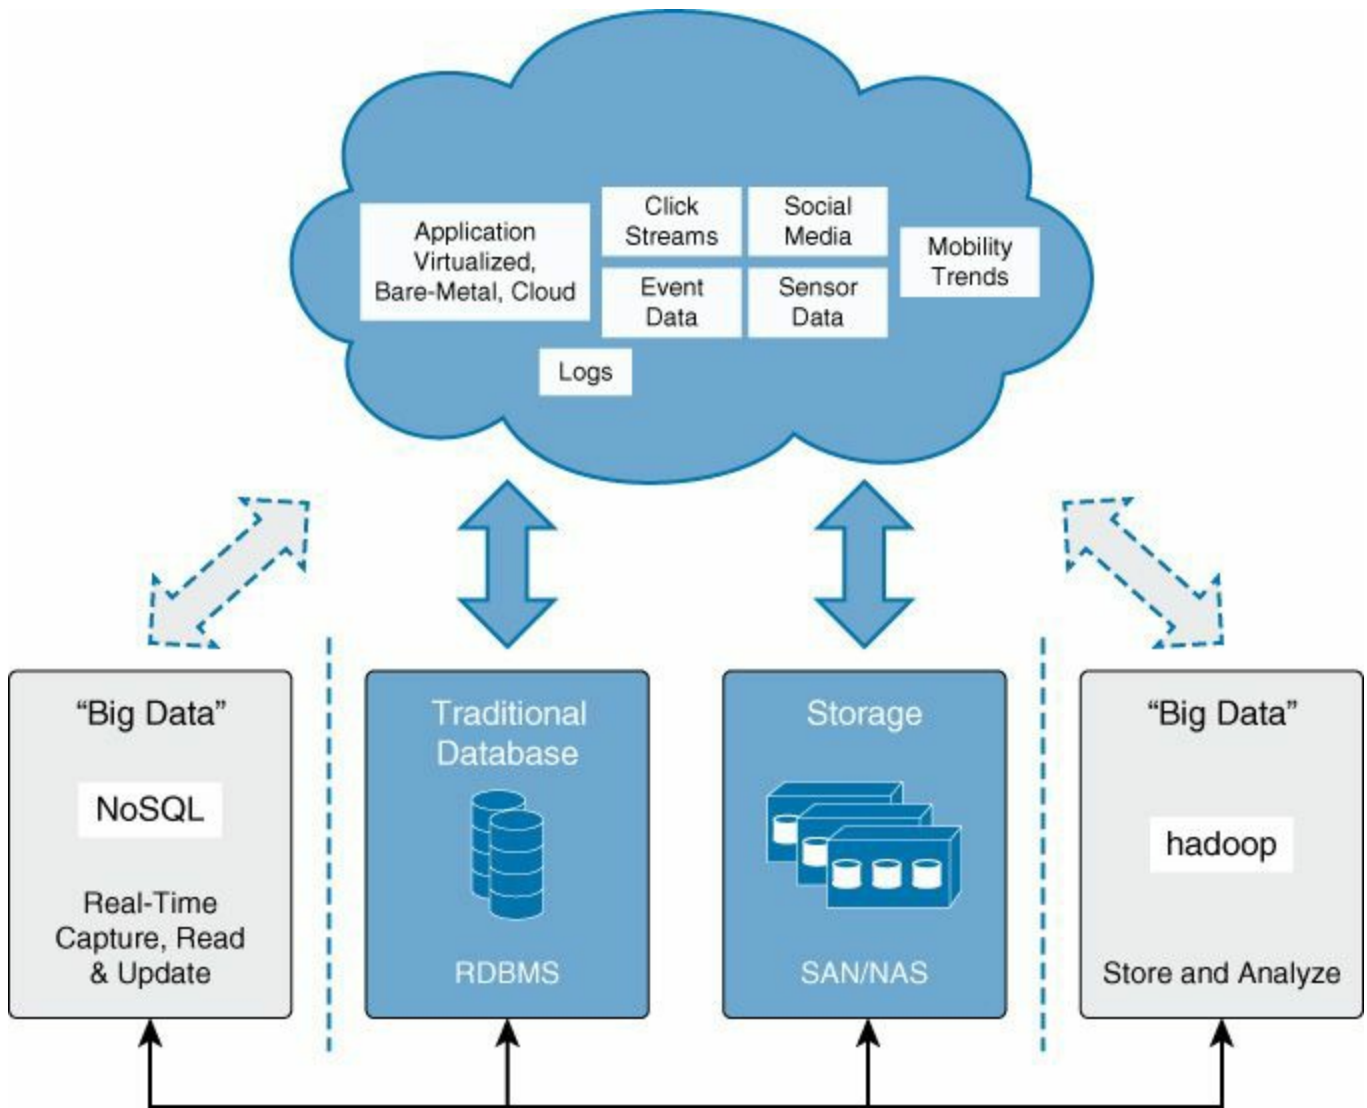 Application
Virtualized,
Bare-Metal, Cloud
Click
Streams
Social
Media
Mobility
Trends
Event
Data
Sensor
Data
Logs
“Big Data”
NoSQL
Real-Time
Capture, Read
& Update
Traditional
Database
RDBMS
Storage
SAN/NAS
“Big Data”
hadoop
Store and Analyze